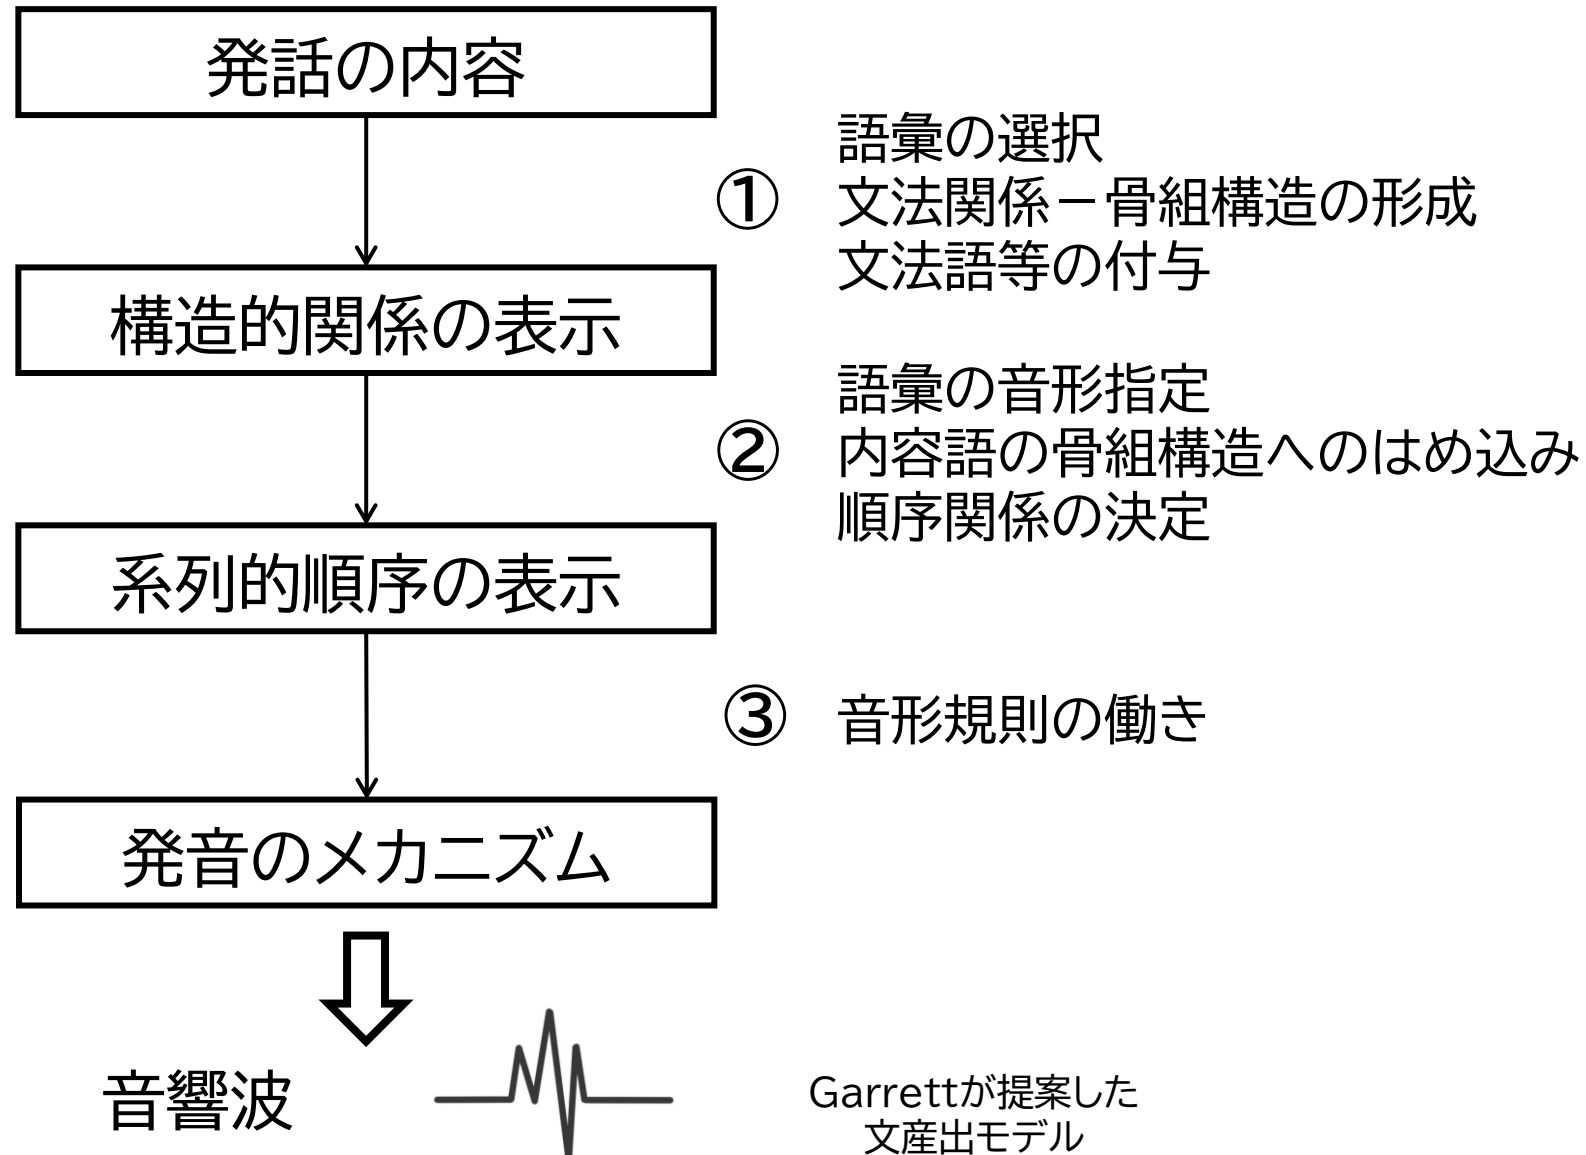 発話の内容
①
語彙の選択
文法関係－骨組構造の形成
文法語等の付与
構造的関係の表示
②
語彙の音形指定
内容語の骨組構造へのはめ込み
順序関係の決定
系列的順序の表示
③
音形規則の働き
発音のメカニズム
音響波
Garrettが提案した
文産出モデル